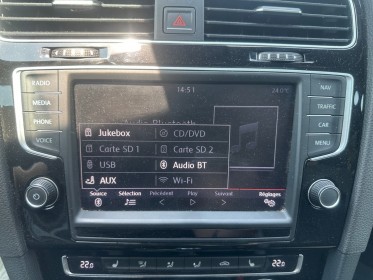 RADIO
MEDIA
PHONE
VOICE
NAV
TRAFFIC
CAR
MENU
14:51
24.0°C
Audio Bluetooth
Jukebox
CD/DVD
Carte SD 1
Carte SD 2
USB
Audio BT
AUX
Wi-Fi
Source
Sélection
Précédent
Play
Suivant
Réglages
22.0
22.0